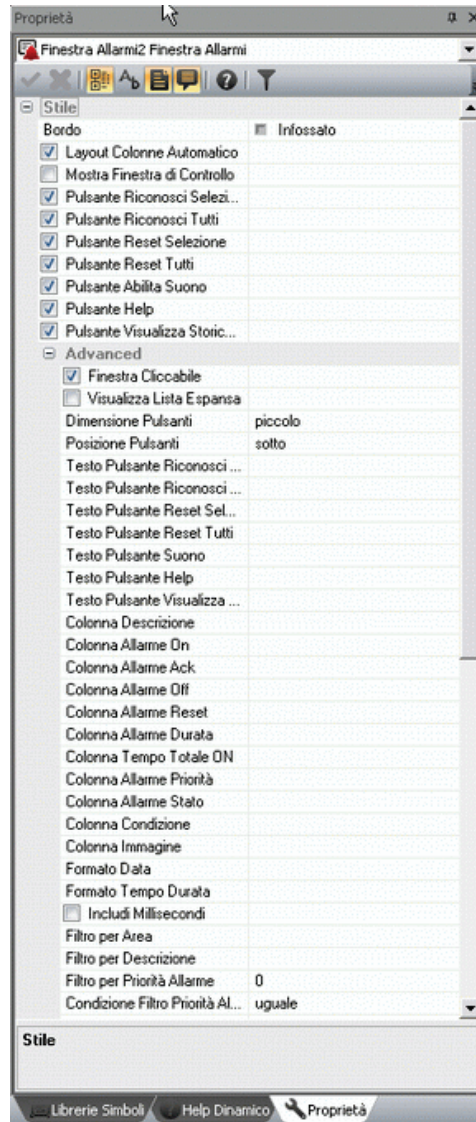 Proprietà
Finestra Allarmi2 Finestra Allarmi
Stile
Bordo Infossato
Layout Colonne Automatico
Mostra Finestra di Controllo
Pulsante Riconosci Selezi...
Pulsante Riconosci Tutti
Pulsante Reset Selezione
Pulsante Reset Tutti
Pulsante Abilita Suono
Pulsante Help
Pulsante Visualizza Storic...
Advanced
Finestra Cliccabile
Visualizza Lista Espansa
Dimensione Pulsanti piccolo
Posizione Pulsanti sotto
Testo Pulsante Riconosci ...
Testo Pulsante Riconosci ...
Testo Pulsante Reset Sel...
Testo Pulsante Reset Tutti
Testo Pulsante Suono
Testo Pulsante Help
Testo Pulsante Visualizza ...
Colonna Descrizione
Colonna Allarme On
Colonna Allarme Ack
Colonna Allarme Off
Colonna Allarme Reset
Colonna Allarme Durata
Colonna Tempo Totale ON
Colonna Allarme Priorità
Colonna Allarme Stato
Colonna Condizione
Colonna Immagine
Formato Data
Formato Tempo Durata
Includi Millisecondi
Filtro per Area
Filtro per Descrizione
Filtro per Priorità Allarme 0
Condizione Filtro Priorità Al... uguale
Stile
Librerie Simboli Help Dinamico Proprietà